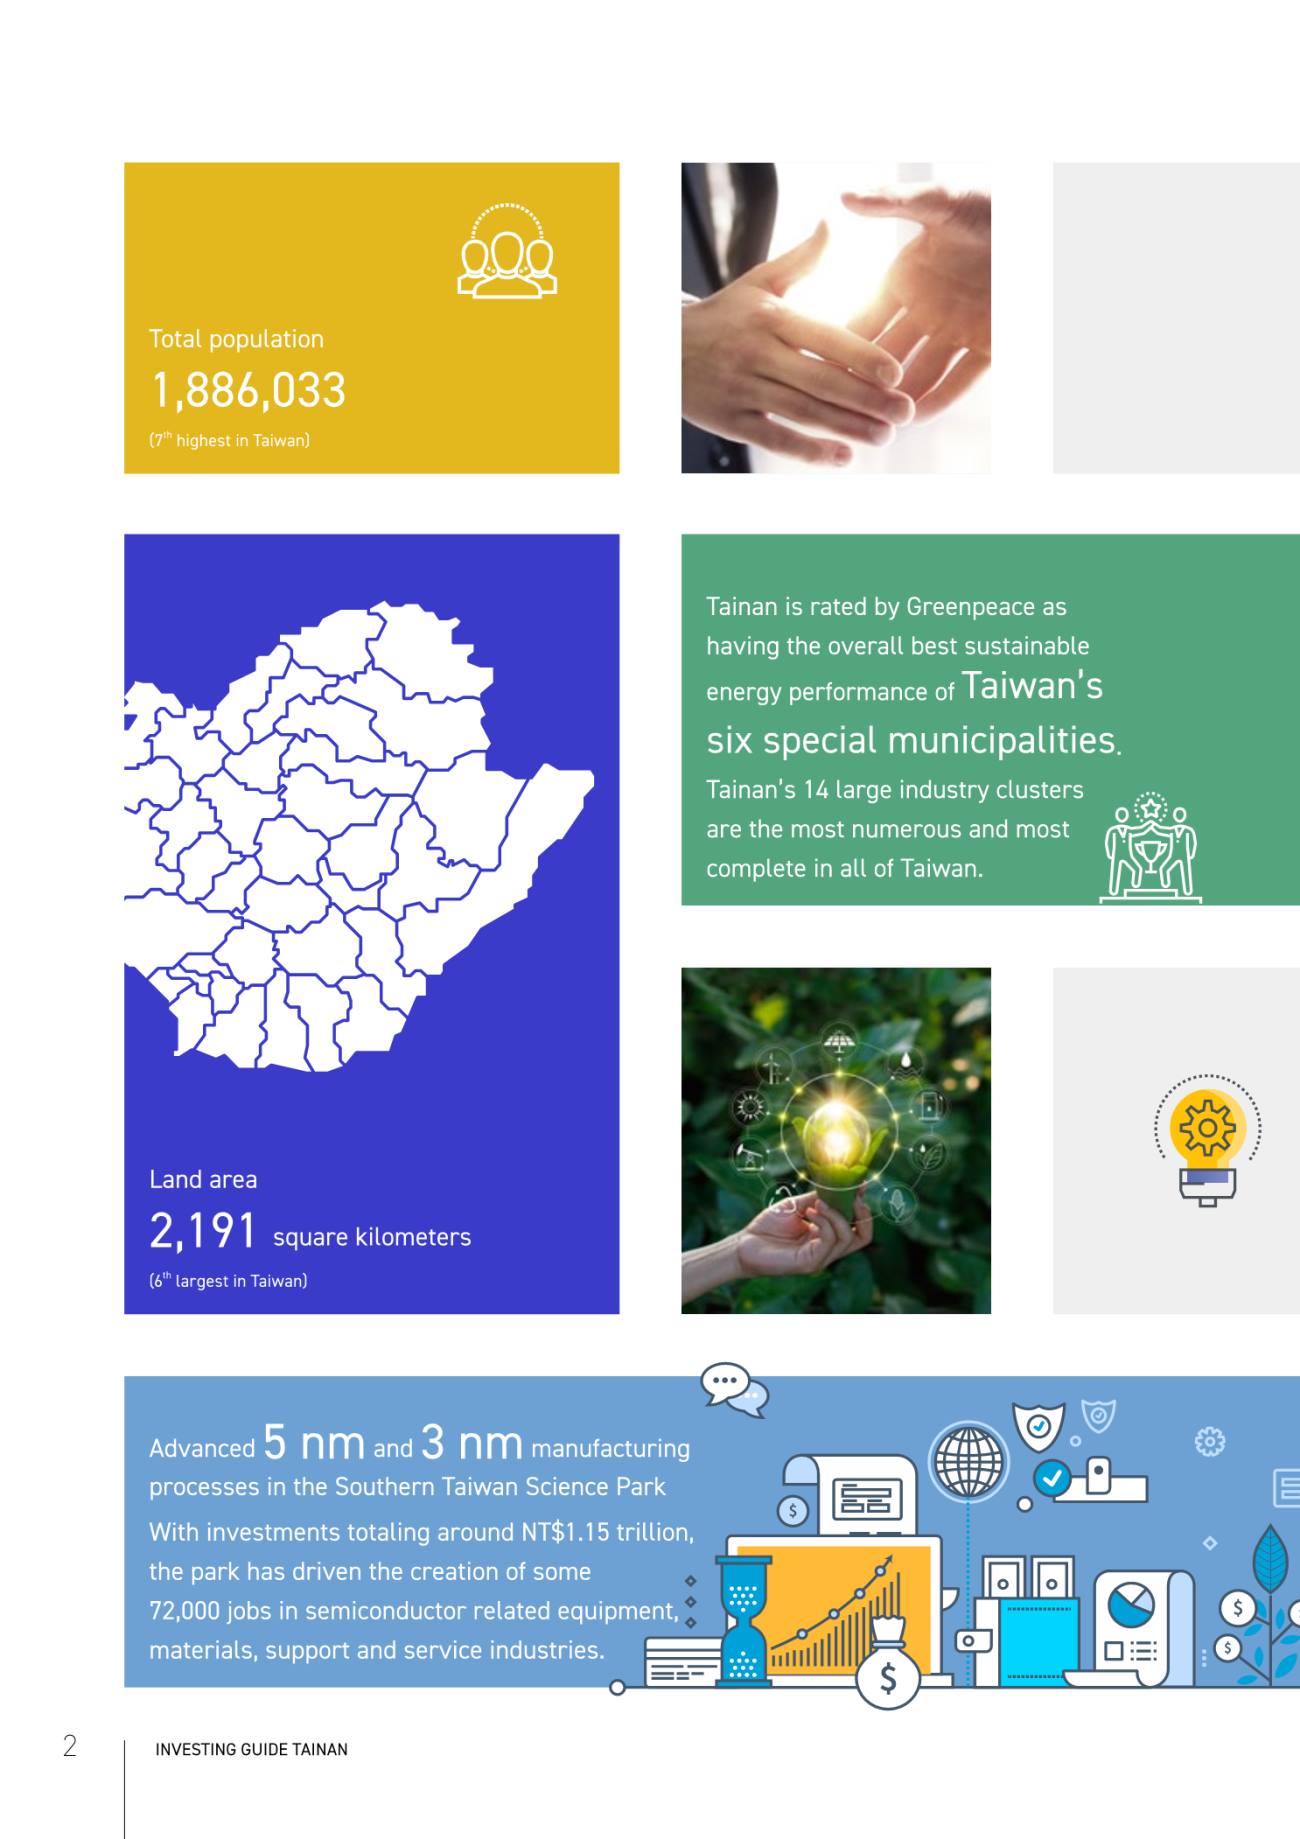 Total population
1,886,033
(7th highest in Taiwan)
Tainan is rated by Greenpeace as
having the overall best sustainable
energy performance of Taiwan's
six special municipalities.
Tainan's 14 large industry clusters
are the most numerous and most
complete in all of Taiwan.
Land area
2,191 square kilometers
(6th largest in Taiwan)
Advanced 5 nm and 3 nm manufacturing
processes in the Southern Taiwan Science Park
With investments totaling around NT$1.15 trillion,
the park has driven the creation of some
72,000 jobs in semiconductor related equipment,
materials, support and service industries.
$
$
$
$
2
INVESTING GUIDE TAINAN